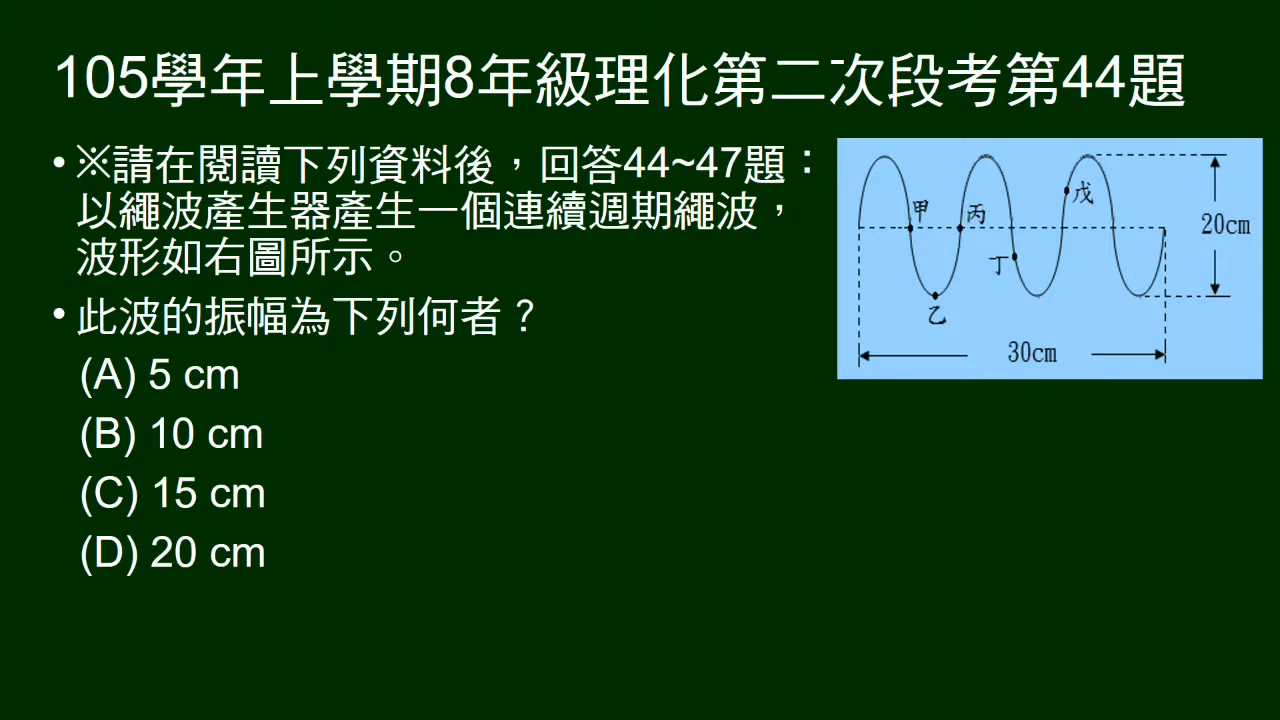 105學年上學期8年級理化第二次段考第44題
•※請在閱讀下列資料後，回答44~47題：
以繩波產生器產生一個連續週期繩波，
波形如右圖所示。
•此波的振幅為下列何者？
(A) 5 cm
(B) 10 cm
(C) 15 cm
(D) 20 cm
甲
丙
戊
丁
乙
20cm
30cm